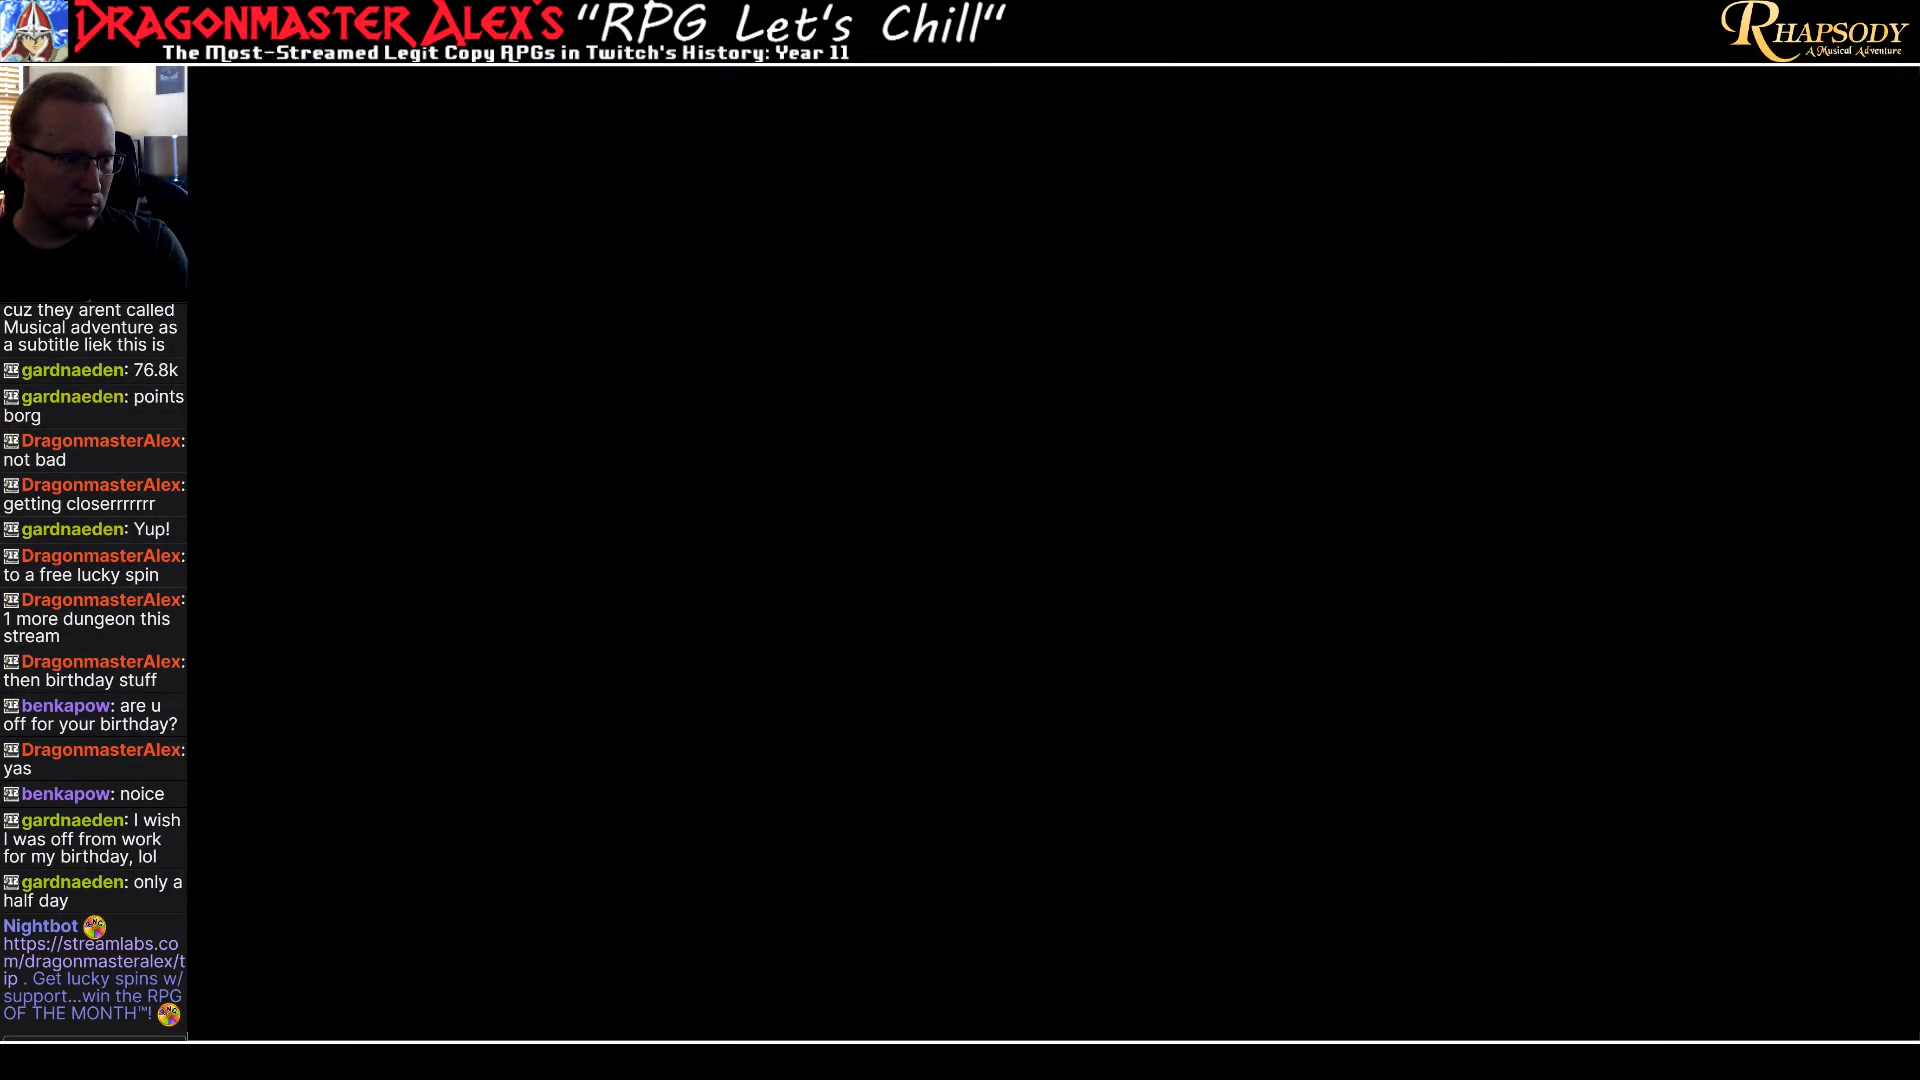 DRAGONMASTER ALEX'S "RPG Let's Chill"
The Most-Streamed Legit Copy RPGs in Twitch's History: Year 11
RHAPSODY
A Musical Adventure
cuz they arent called
Musical adventure as
a subtitle liek this is
gardnaeden: 76.8k
gardnaeden: points
borg
DragonmasterAlex:
not bad
DragonmasterAlex:
getting closerrrrrrr
gardnaeden: Yup!
DragonmasterAlex:
to a free lucky spin
DragonmasterAlex:
1 more dungeon this
stream
DragonmasterAlex:
then birthday stuff
benkapow: are u
off for your birthday?
DragonmasterAlex:
yas
benkapow: noice
gardnaeden: I wish
I was off from work
for my birthday, lol
gardnaeden: only a
half day
Nightbot
https://streamlabs.co
m/dragonmasteralex/t
ip . Get lucky spins w/
support...win the RPG
OF THE MONTH™!